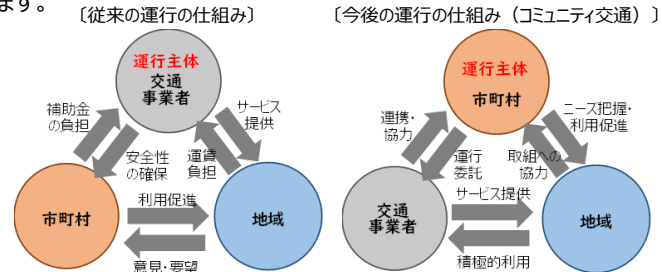 ます。
〔従来の運行の仕組み〕
〔今後の運行の仕組み（コミュニティ交通）〕
運行主体
交通
事業者
補助金
の負担
サービス
提供
安全性
の確保
運賃
負担
市町村
利用促進
地域
意見・要望
運行主体
市町村
連携・
協力
ニーズ把握・
利用促進
運行
委託
取組への
協力
交通
事業者
サービス提供
地域
積極的利用